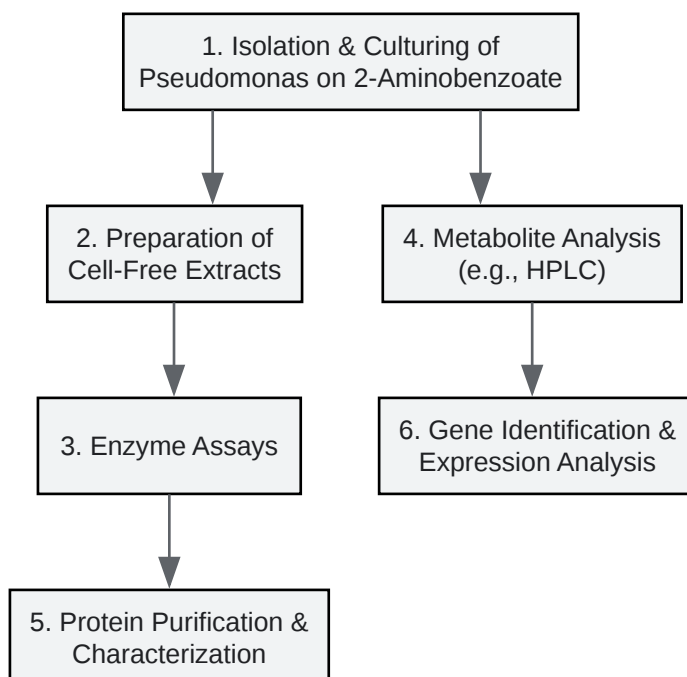 1. Isolation & Culturing of
Pseudomonas on 2-Aminobenzoate
2. Preparation of
Cell-Free Extracts
4. Metabolite Analysis
(e.g., HPLC)
3. Enzyme Assays
6. Gene Identification &
Expression Analysis
5. Protein Purification &
Characterization